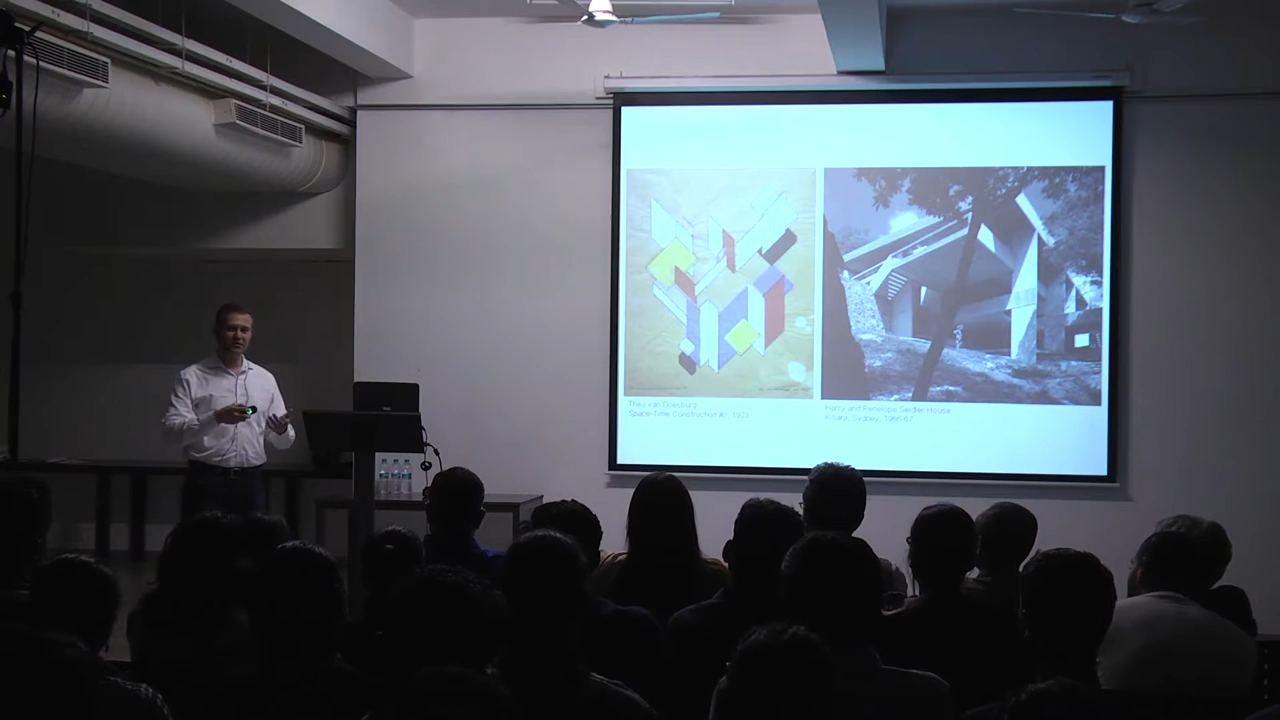 Theo van Doesburg
Space-Time Construction #3, 1923
Harry and Penelope Seidler House
Killara, Sydney, 1966-67